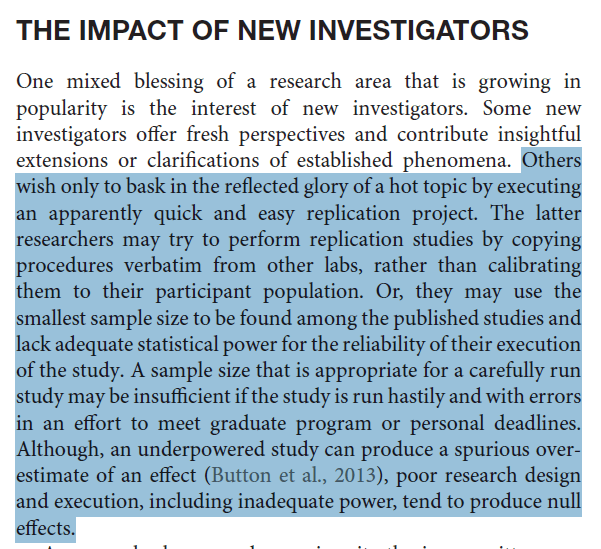 THE IMPACT OF NEW INVESTIGATORS
One mixed blessing of a research area that is growing in
popularity is the interest of new investigators. Some new
investigators offer fresh perspectives and contribute insightful
extensions or clarifications of established phenomena. Others
wish only to bask in the reflected glory of a hot topic by executing
an apparently quick and easy replication project. The latter
researchers may try to perform replication studies by copying
procedures verbatim from other labs, rather than calibrating
them to their participant population. Or, they may use the
smallest sample size to be found among the published studies and
lack adequate statistical power for the reliability of their execution
of the study. A sample size that is appropriate for a carefully run
study may be insufficient if the study is run hastily and with errors
in an effort to meet graduate program or personal deadlines.
Although, an underpowered study can produce a spurious over-
estimate of an effect (Button et al., 2013), poor research design
and execution, including inadequate power, tend to produce null
effects.